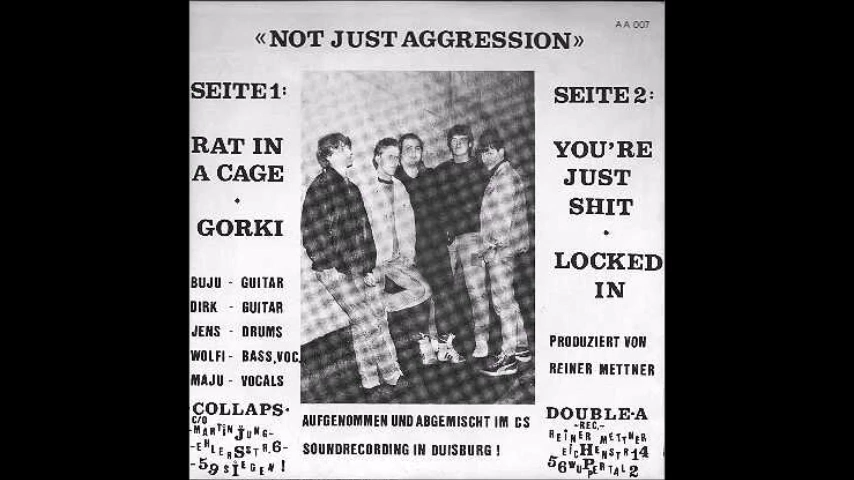 AA 007
«NOT JUST AGGRESSION»
SEITE 1:
RAT IN
A CAGE
•
GORKI
BUJU - GUITAR
DIRK - GUITAR
JENS - DRUMS
WOLFI - BASS,VOC.
MAJU - VOCALS
COLLAPS·
C/O
-MARTIN JUNG-
-EHLERSSTR.6-
-59 SIEGEN!
AUFGENOMMEN UND ABGEMISCHT IM CS
SOUNDRECORDING IN DUISBURG!
SEITE 2:
YOU'RE
JUST
SHIT
•
LOCKED
IN
PRODUZIERT VON
REINER METTNER
DOUBLE-A
-REC.-
REINER METTNER
EICHENSTR 14
56 WUPPERTAL 2